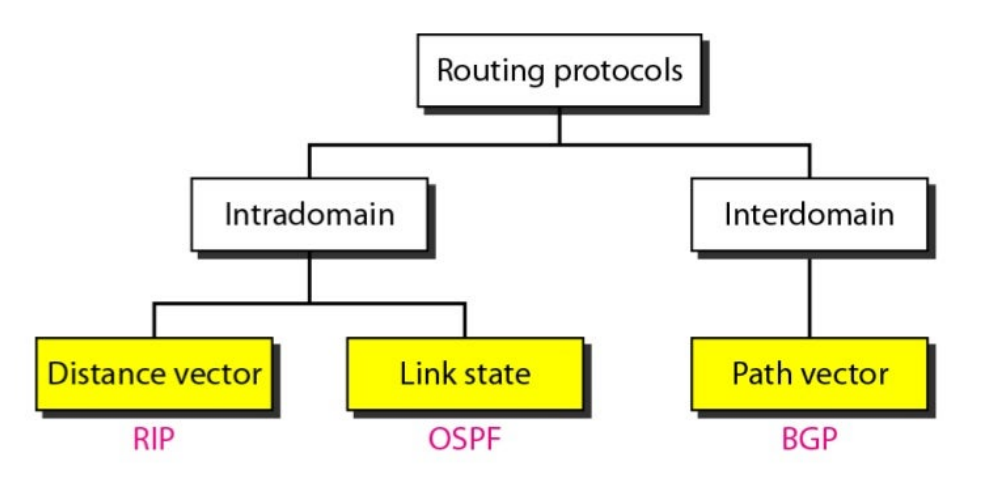 Routing protocols
Intradomain
Interdomain
Distance vector
Link state
Path vector
RIP
OSPF
BGP